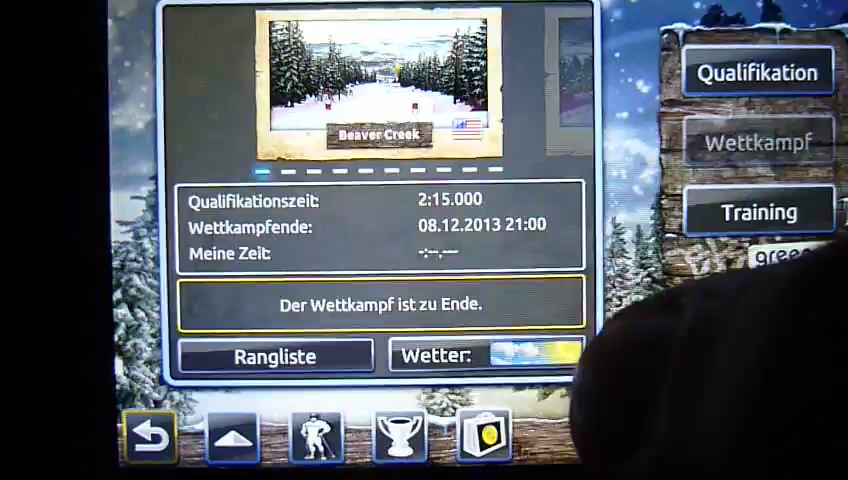 Beaver Creek
Qualifikation
Wettkampf
Training
Qualifikationszeit: 2:15.000
Wettkampfende: 08.12.2013 21:00
Meine Zeit: -:--.---
Der Wettkampf ist zu Ende.
Rangliste
Wetter: